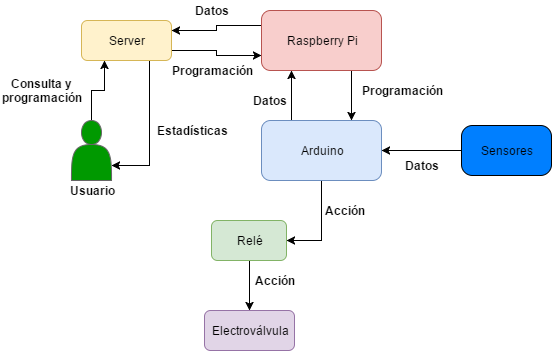 Datos
Server
Raspberry Pi
Programación
Consulta y
programación
Datos
Programación
Estadísticas
Arduino
Sensores
Datos
Usuario
Acción
Relé
Acción
Electroválvula